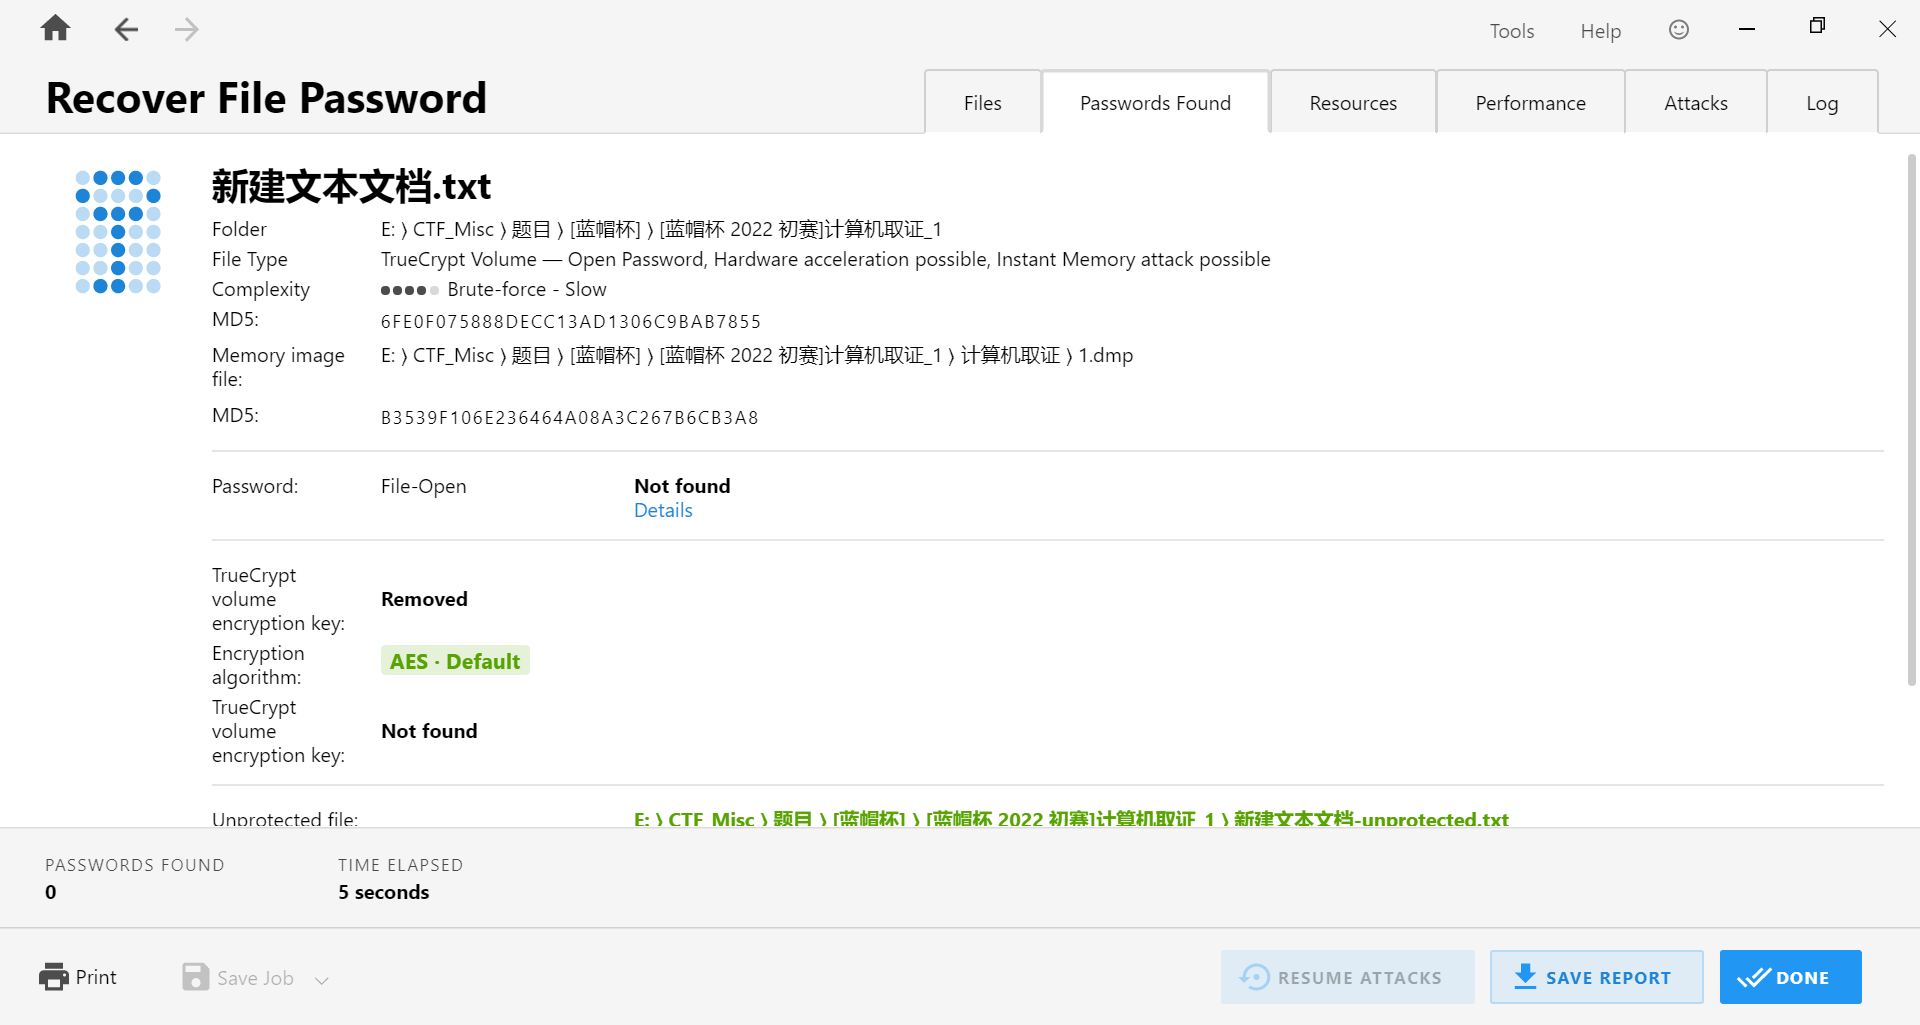 Tools
Help
Recover File Password
Files
Passwords Found
Resources
Performance
Attacks
Log
新建文本文档.txt
Folder
E: ⟩ CTF_Misc ⟩ 题目 ⟩ [蓝帽杯] ⟩ [蓝帽杯 2022 初赛]计算机取证_1
File Type
TrueCrypt Volume — Open Password, Hardware acceleration possible, Instant Memory attack possible
Complexity
Brute-force - Slow
MD5:
6FE0F075888DECC13AD1306C9BAB7855
Memory image
file:
E: ⟩ CTF_Misc ⟩ 题目 ⟩ [蓝帽杯] ⟩ [蓝帽杯 2022 初赛]计算机取证_1 ⟩ 计算机取证 ⟩ 1.dmp
MD5:
B3539F106E236464A08A3C267B6CB3A8
Password:
File-Open
Not found
Details
TrueCrypt
volume
encryption key:
Removed
Encryption
algorithm:
AES · Default
TrueCrypt
volume
encryption key:
Not found
Unprotected file:
E: ⟩ CTF_Misc ⟩ 题目 ⟩ [蓝帽杯] ⟩ [蓝帽杯 2022 初赛]计算机取证_1 ⟩ 新建文本文档-unprotected.txt
PASSWORDS FOUND
0
TIME ELAPSED
5 seconds
Print
Save Job
RESUME ATTACKS
SAVE REPORT
DONE